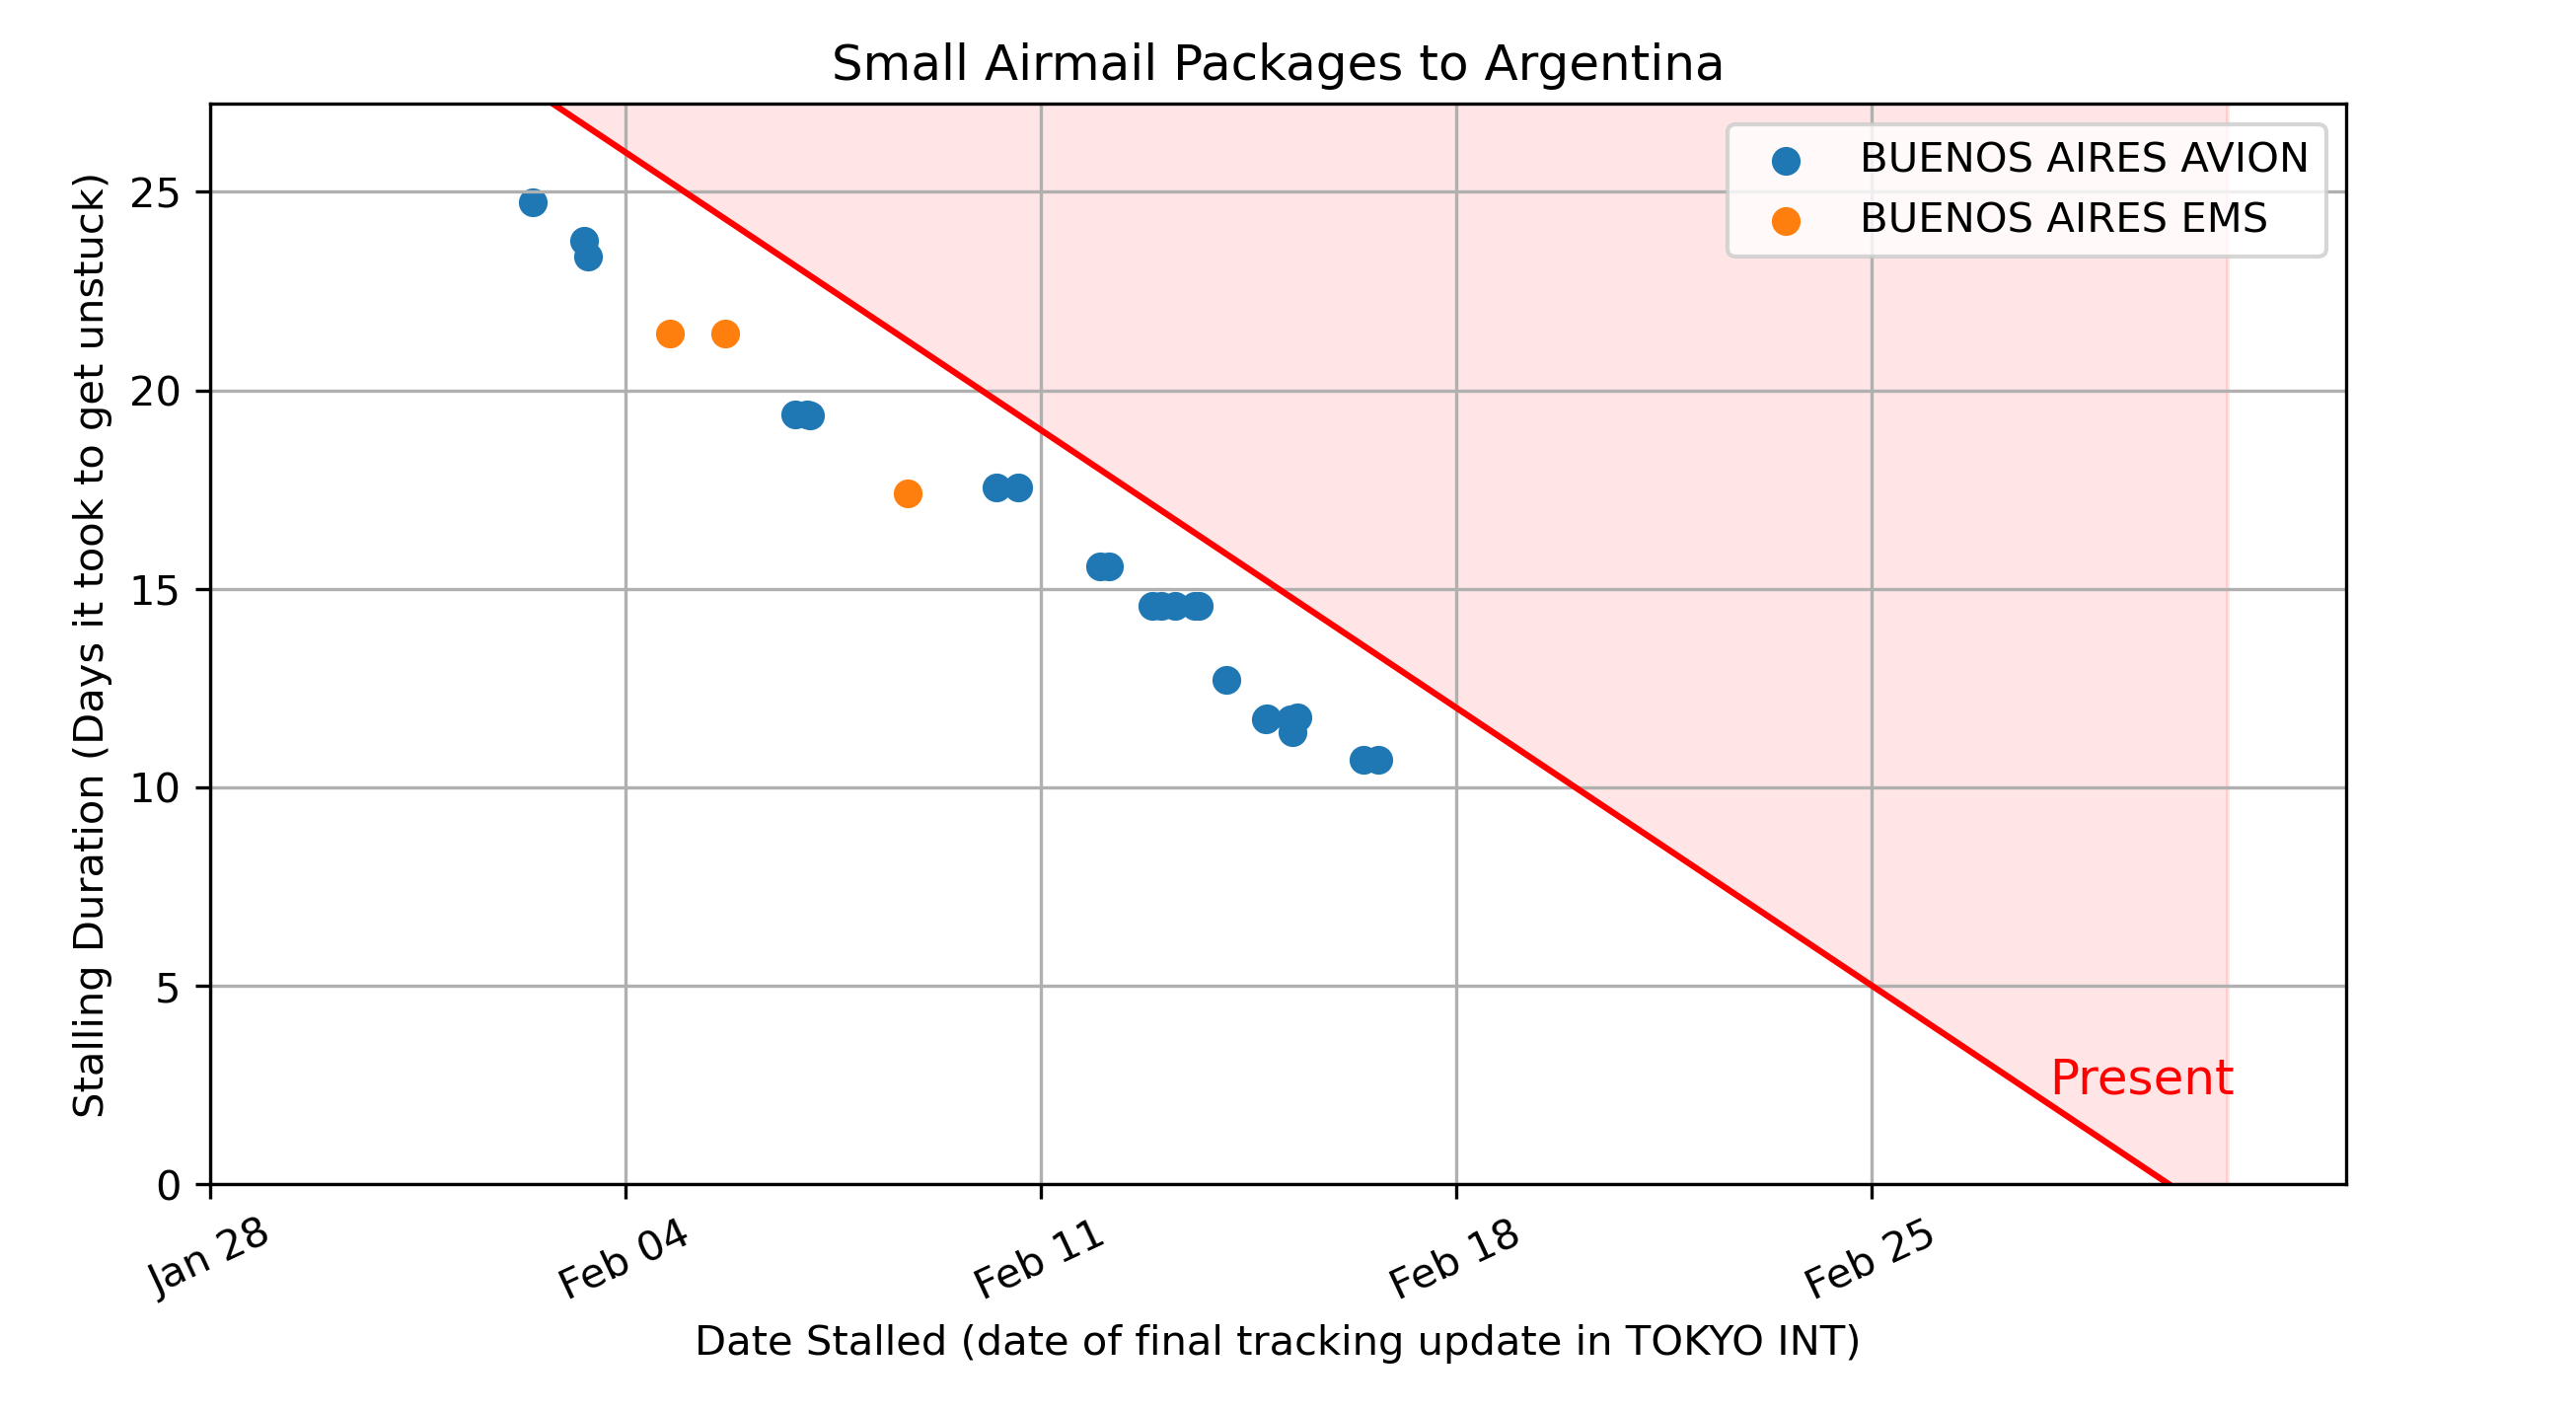 Small Airmail Packages to Argentina
BUENOS AIRES AVION
BUENOS AIRES EMS
Stalling Duration (Days it took to get unstuck)
25
20
15
10
5
0
Present
Jan 28
Feb 04
Feb 11
Feb 18
Feb 25
Date Stalled (date of final tracking update in TOKYO INT)